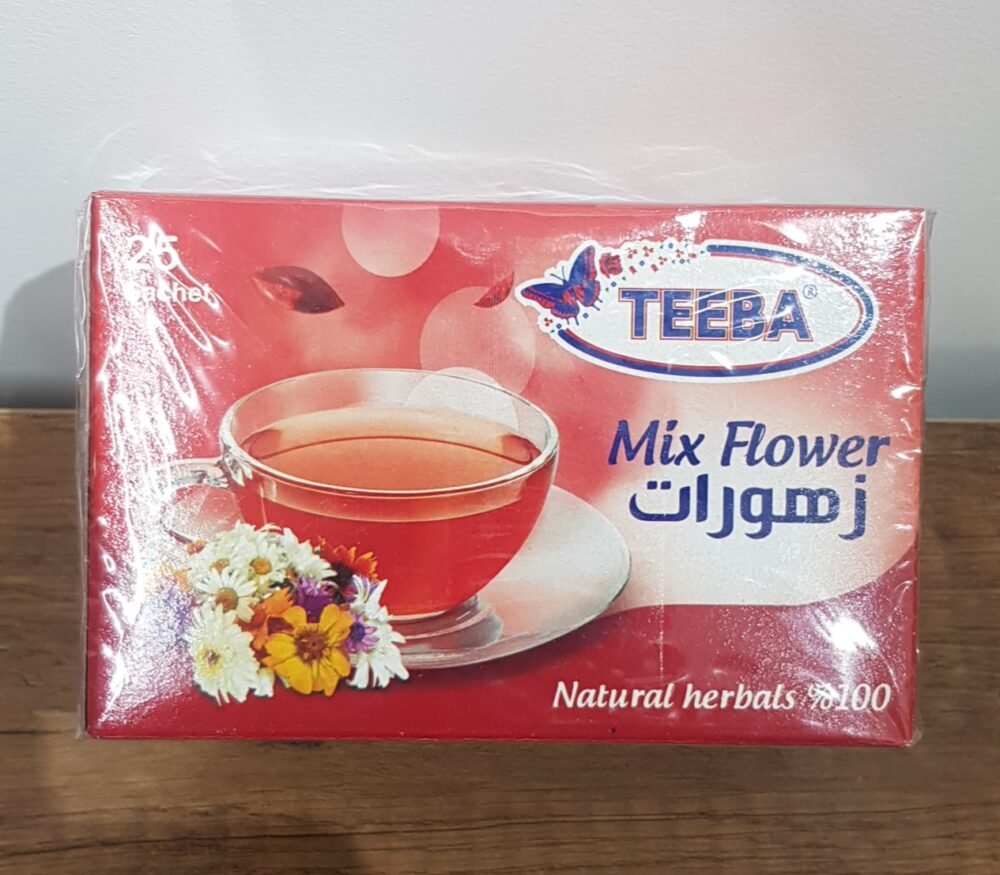 25
Sachet
TEEBA®
Mix Flower
زهورات
Natural herbals %100